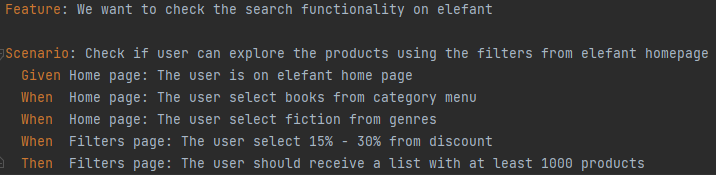 Feature: We want to check the search functionality on elefant
Scenario: Check if user can explore the products using the filters from elefant homepage
Given Home page: The user is on elefant home page
When Home page: The user select books from category menu
When Home page: The user select fiction from genres
When Filters page: The user select 15% - 30% from discount
Then Filters page: The user should receive a list with at least 1000 products